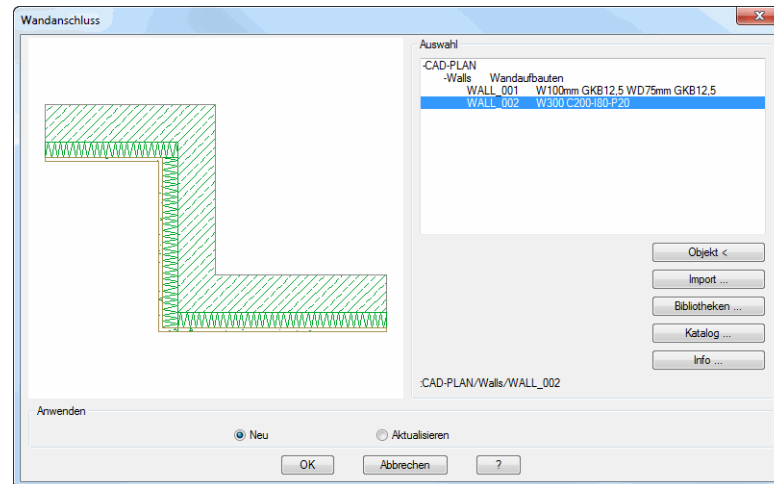 Wandanschluss
Auswahl
-CAD-PLAN
-Walls Wandaufbauten
WALL_001 W100mm GKB12,5 WD75mm GKB12,5
WALL_002 W300 C200-I80-P20
Objekt <
Import ...
Bibliotheken ...
Katalog ...
Info ...
:CAD-PLAN/Walls/WALL_002
Anwenden
Neu
Aktualisieren
OK
Abbrechen
?